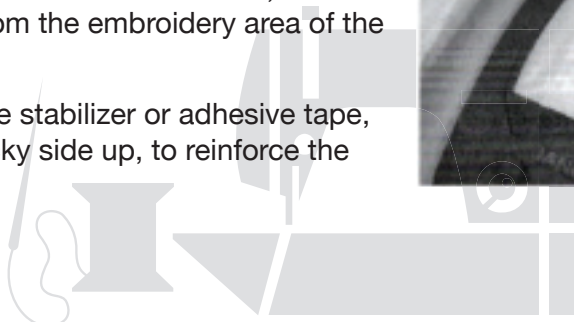 om the embroidery area of the
e stabilizer or adhesive tape,
ky side up, to reinforce the